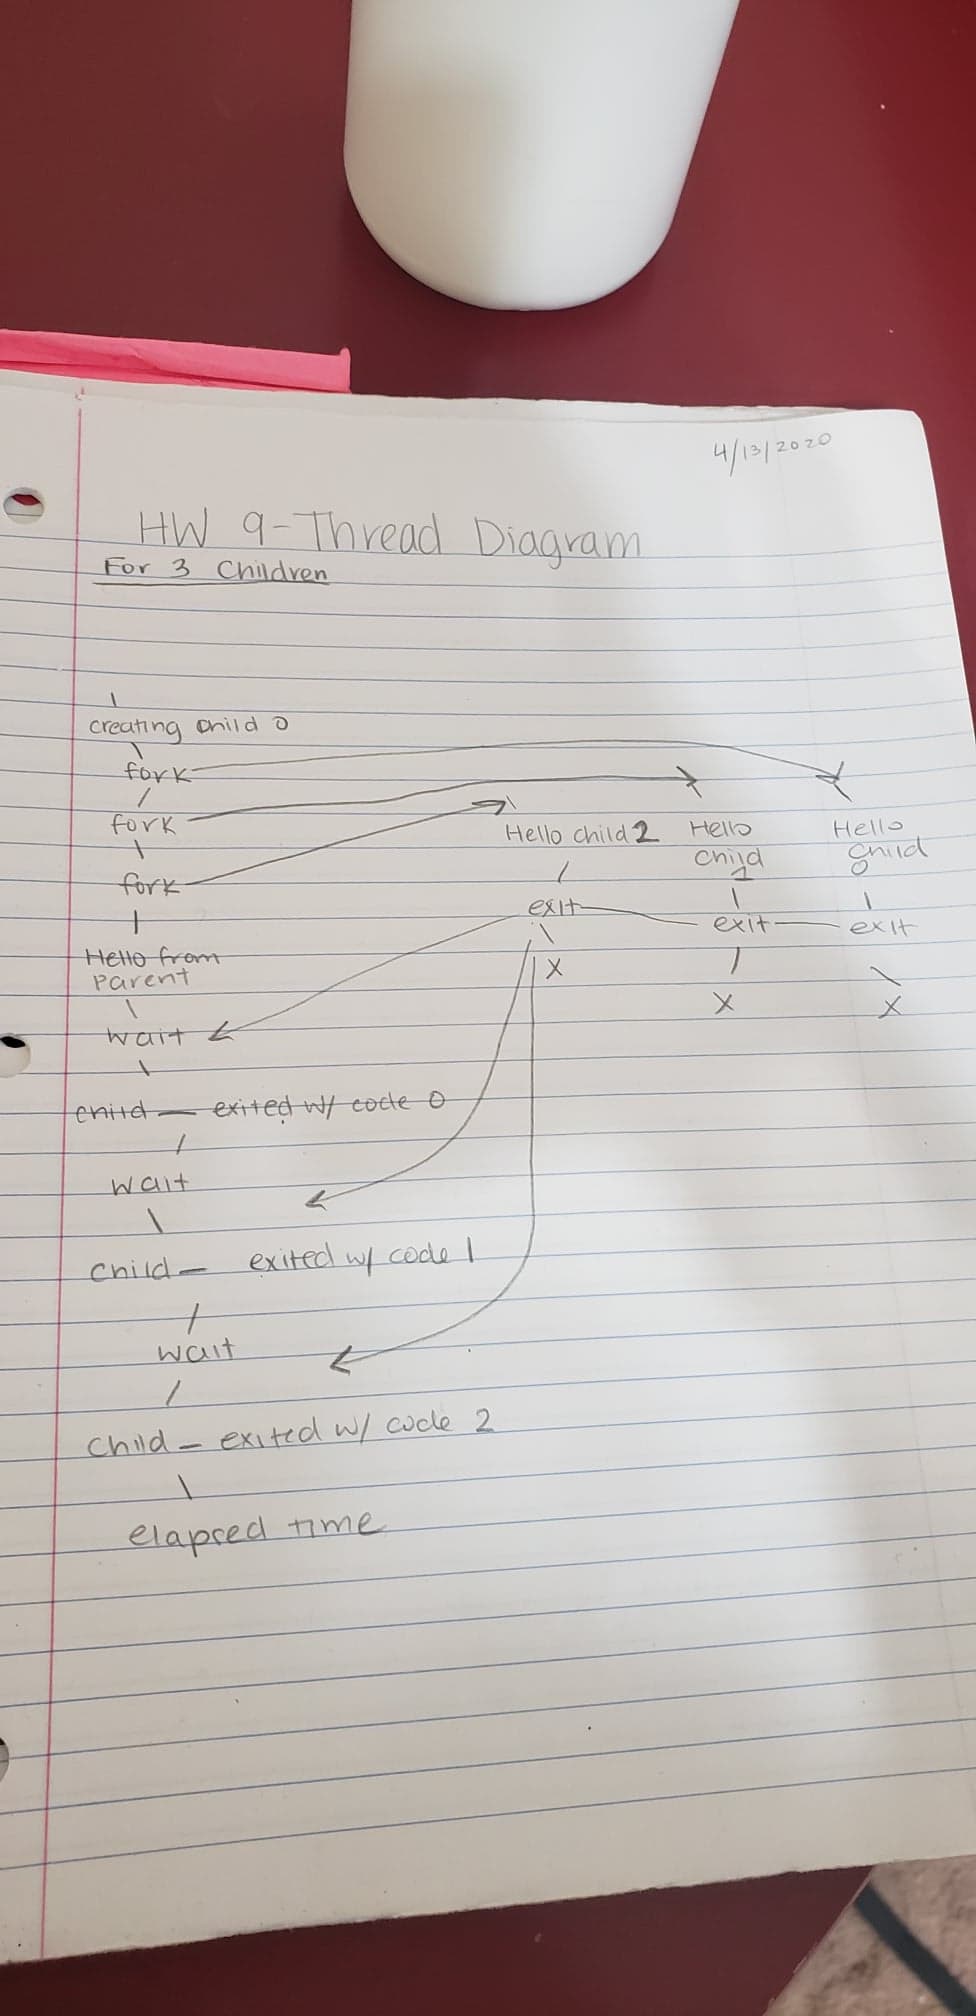 4/13/2020
HW 9-Thread Diagram
For 3 Children
creating child 0
fork
fork
fork
Hello from
parent
wait
child — exited w/ code 0
wait
child — exited w/ code 1
wait
child — exited w/ code 2
elapsed time
Hello child 2
exit
X
Hello
child
1
exit
X
Hello
child
0
exit
X